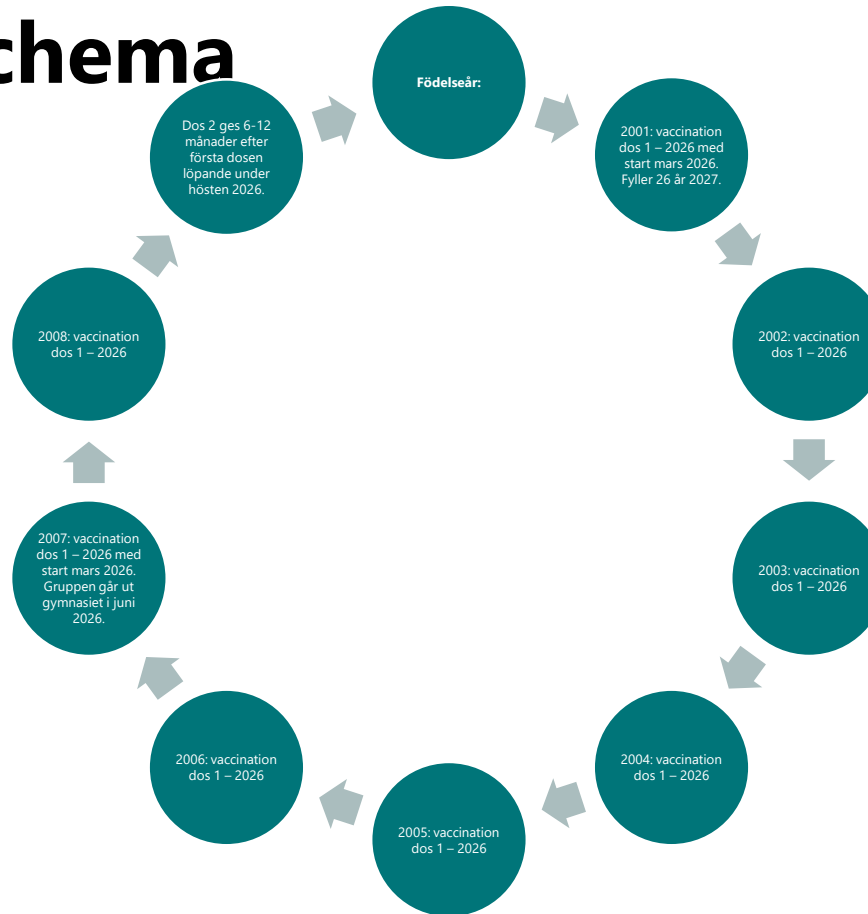 chema
Födelseår:
2001: vaccination
dos 1 – 2026 med
start mars 2026.
Fyller 26 år 2027.
2002: vaccination
dos 1 – 2026
2003: vaccination
dos 1 – 2026
2004: vaccination
dos 1 – 2026
2005: vaccination
dos 1 – 2026
2006: vaccination
dos 1 – 2026
2007: vaccination
dos 1 – 2026 med
start mars 2026.
Gruppen går ut
gymnasiet i juni
2026.
2008: vaccination
dos 1 – 2026
Dos 2 ges 6-12
månader efter
första dosen
löpande under
hösten 2026.